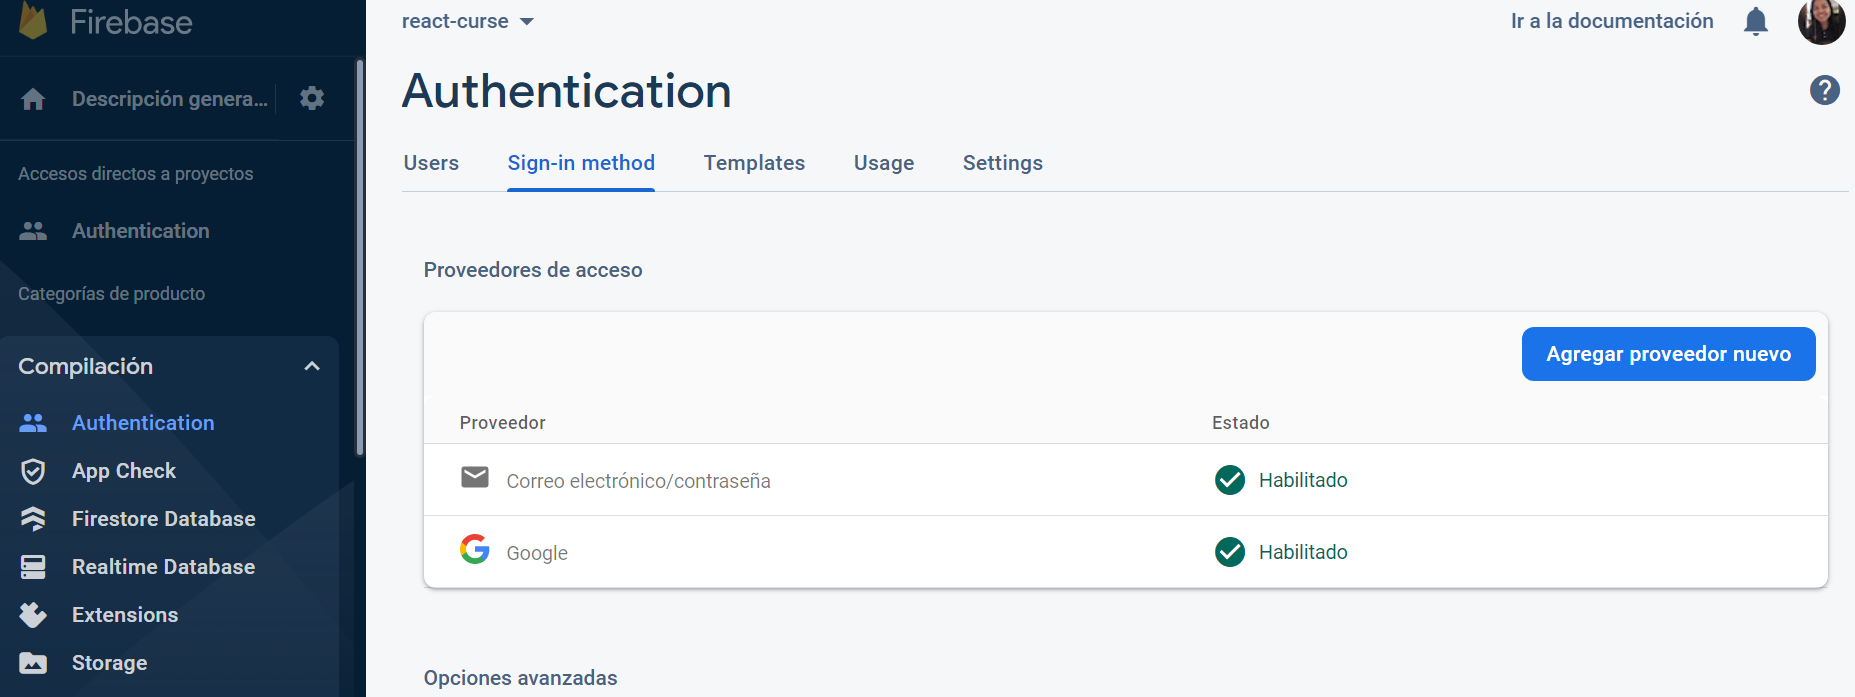 Firebase
Descripción genera...
Accesos directos a proyectos
Authentication
Categorías de producto
Compilación
Authentication
App Check
Firestore Database
Realtime Database
Extensions
Storage
react-curse
Ir a la documentación
Authentication
?
Users Sign-in method Templates Usage Settings
Proveedores de acceso
Agregar proveedor nuevo
Proveedor Estado
Correo electrónico/contraseña Habilitado
Google Habilitado
Opciones avanzadas